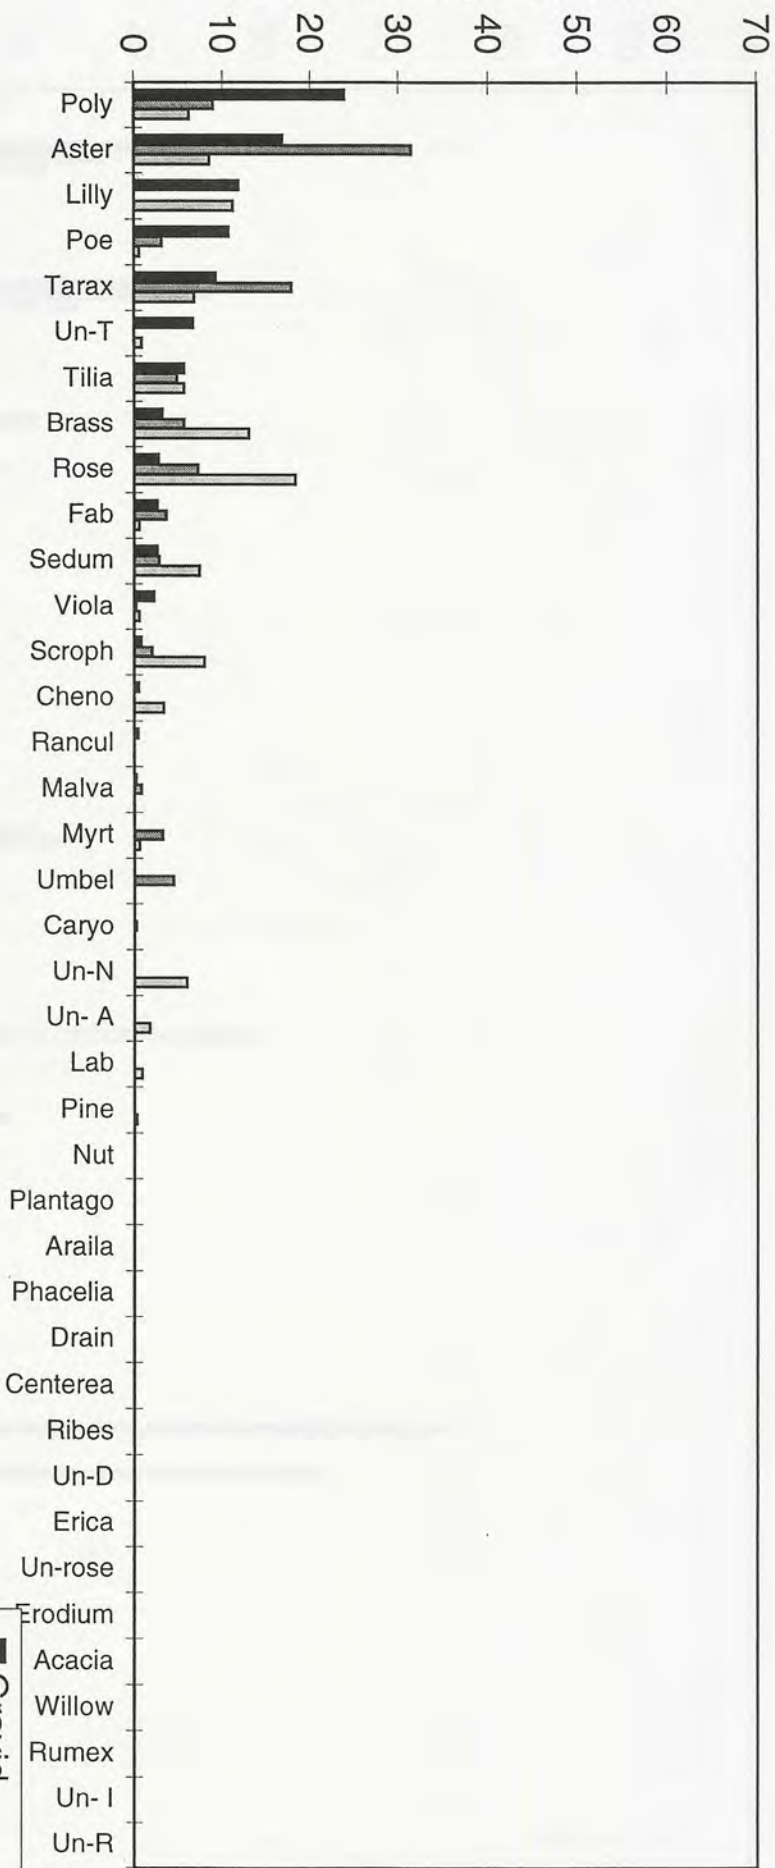 0 10 20 30 40 50 60 70
Poly
Aster
Lilly
Poe
Tarax
Un-T
Tilia
Brass
Rose
Fab
Sedum
Viola
Scroph
Cheno
Rancul
Malva
Myrt
Umbel
Caryo
Un-N
Un- A
Lab
Pine
Nut
Plantago
Araila
Phacelia
Drain
Centerea
Ribes
Un-D
Erica
Un-rose
Erodium
Acacia
Willow
Rumex
Un- I
Un-R